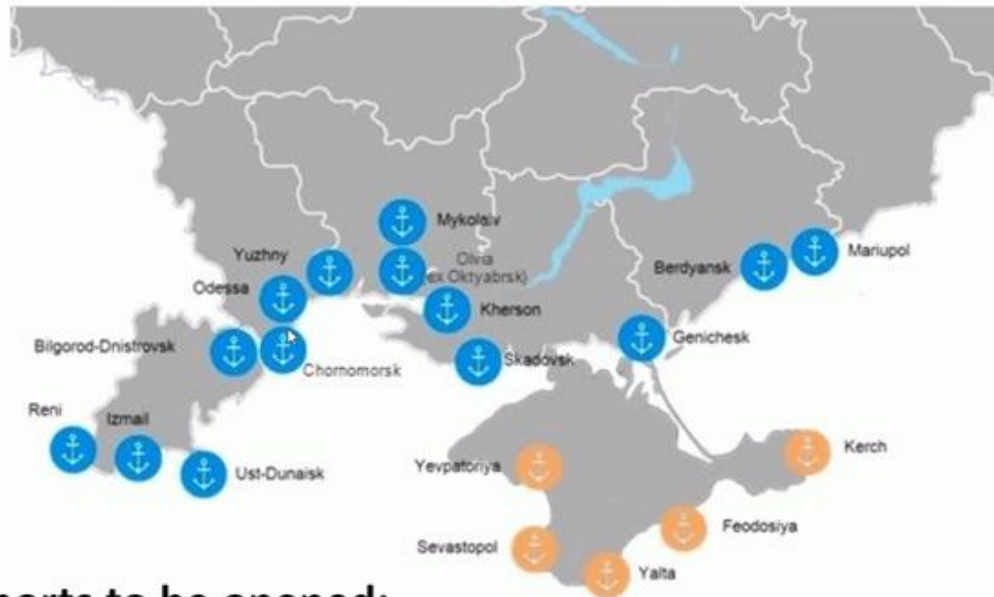 Mykolaiv
Yuzhny
Olvia
(ex Oktyabrsk)
Mariupol
Berdyansk
Odessa
Kherson
Genichesk
Bilgorod-Dnistrovsk
Skadovsk
Chornomorsk
Reni
Izmail
Kerch
Yevpatoriya
Ust-Dunaisk
Feodosiya
Sevastopol
Yalta
ports to be opened: